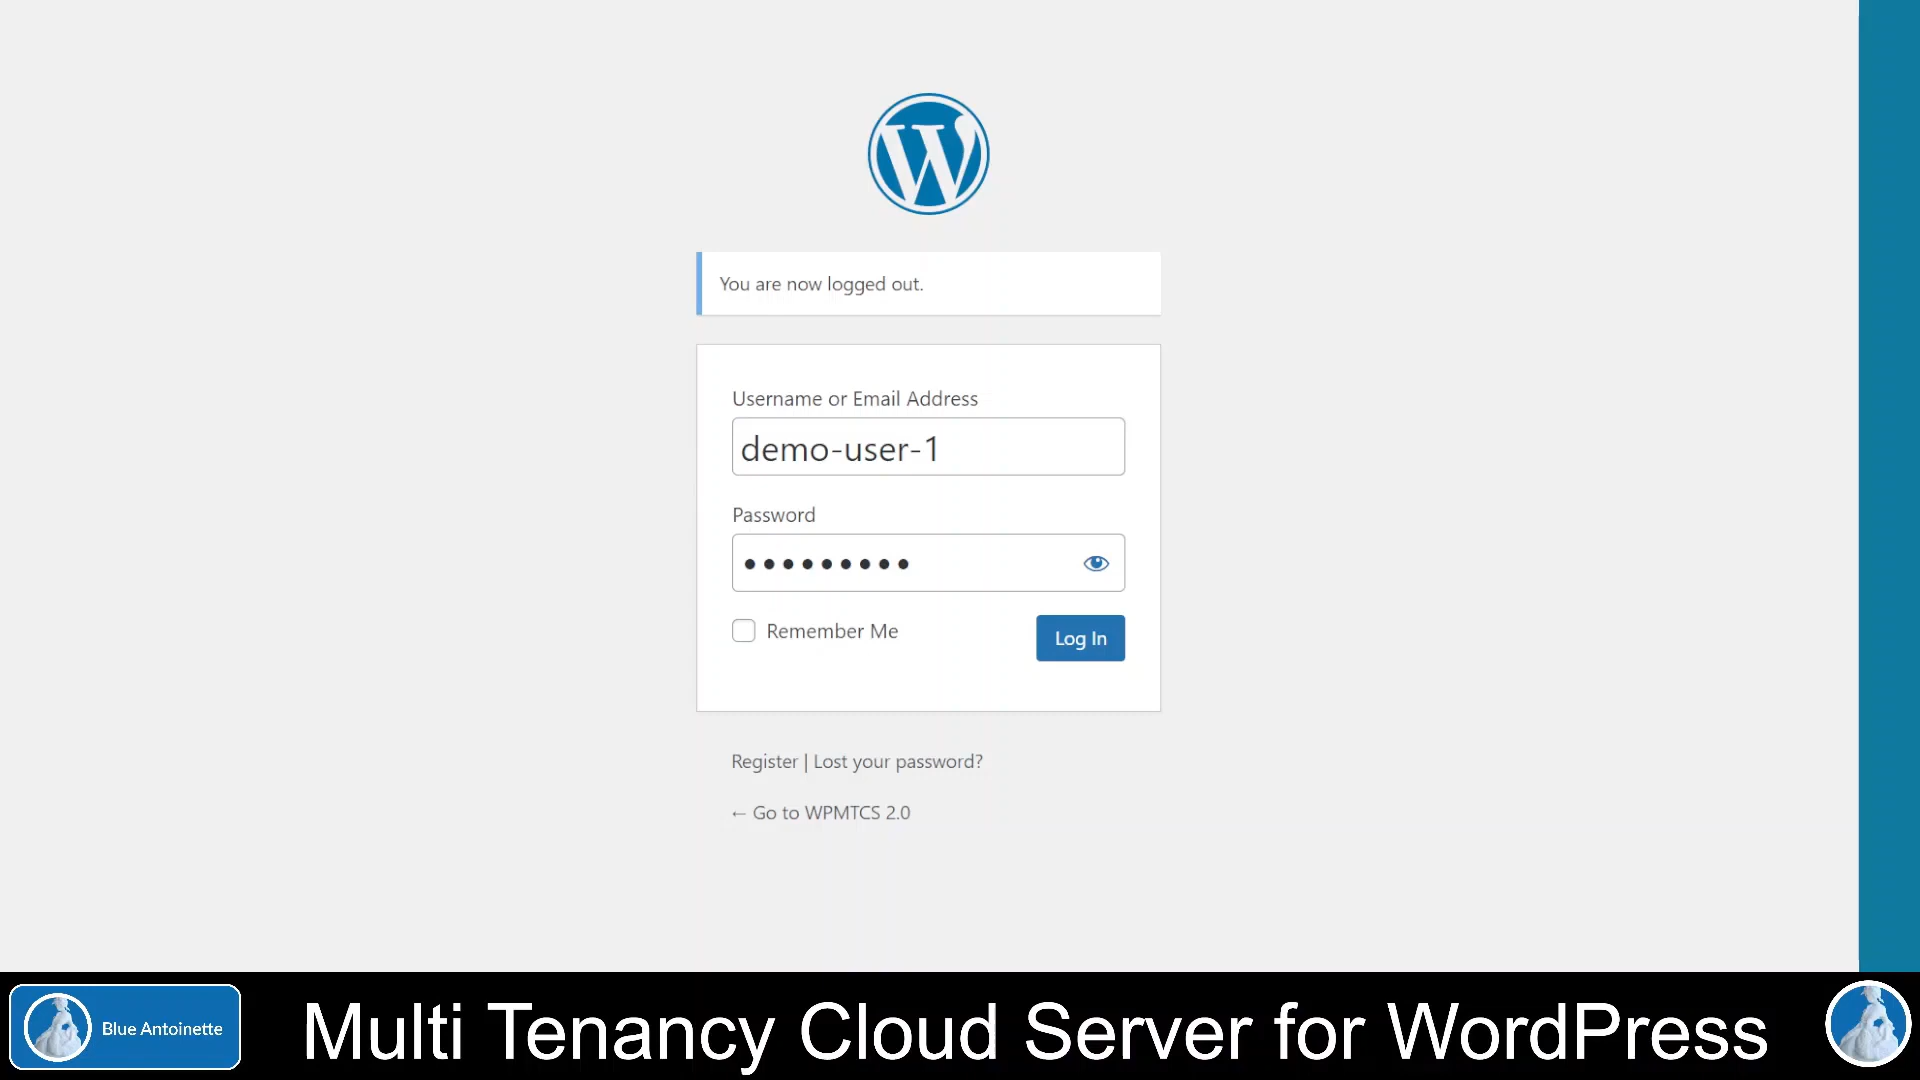 You are now logged out.
Username or Email Address
demo-user-1
Password
Remember Me
Log In
Register | Lost your password?
← Go to WPMTCS 2.0
Blue Antoinette
Multi Tenancy Cloud Server for WordPress